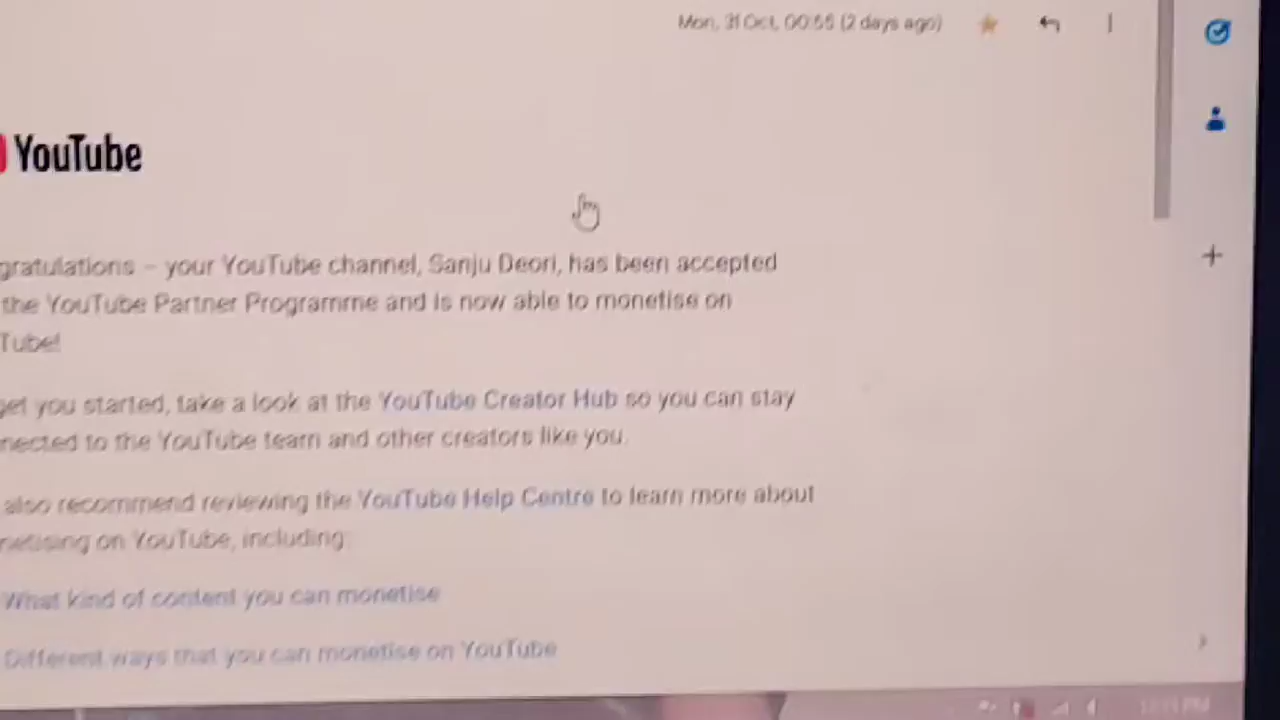 Mon, 31 Oct, 00:55 (2 days ago)
YouTube
gratulations – your YouTube channel, Sanju Deori, has been accepted
the YouTube Partner Programme and is now able to monetise on
Tube!
get you started, take a look at the YouTube Creator Hub so you can stay
nected to the YouTube team and other creators like you.
also recommend reviewing the YouTube Help Centre to learn more about
netising on YouTube, including:
What kind of content you can monetise
Different ways that you can monetise on YouTube